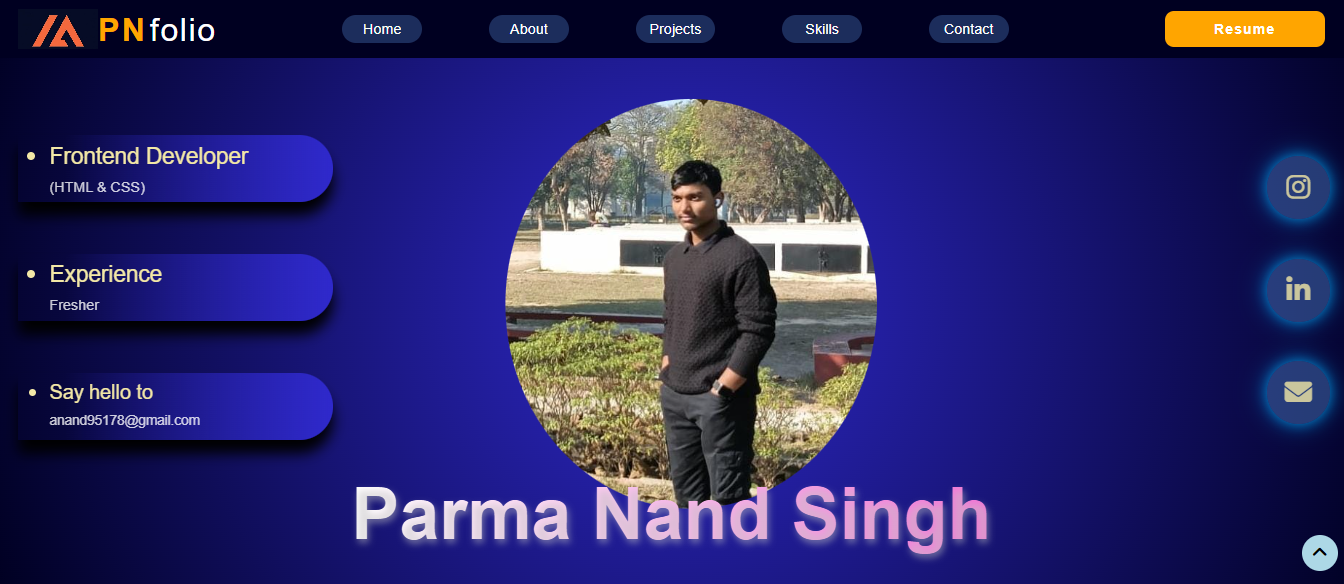 PNfolio
Home
About
Projects
Skills
Contact
Resume
Frontend Developer
(HTML & CSS)
Experience
Fresher
Say hello to
anand95178@gmail.com
Parma Nand Singh